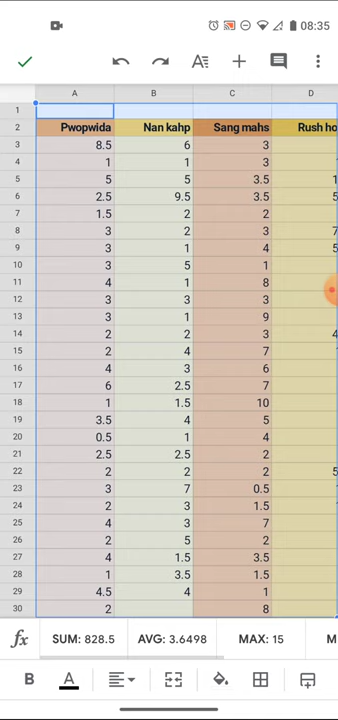 08:35
A B C D
1
2 Pwopwida Nan kahp Sang mahs Rush ho
3 8.5 6 3
4 1 1 3
5 5 5 3.5 1
6 2.5 9.5 3.5 5
7 1.5 2 2
8 3 2 3 7
9 3 1 4 5
10 3 5 1
11 4 1 8
12 3 3 3
13 3 1 9
14 2 2 3 4
15 2 4 7
16 4 3 6
17 6 2.5 7
18 1 1.5 10
19 3.5 4 5
20 0.5 1 4
21 2.5 2.5 2
22 2 2 2 5
23 3 7 0.5
24 2 3 1.5
25 4 3 7
26 2 5 2
27 4 1.5 3.5
28 1 3.5 1.5
29 4.5 4 1
30 2 8
fx SUM: 828.5 AVG: 3.6498 MAX: 15 M
B A